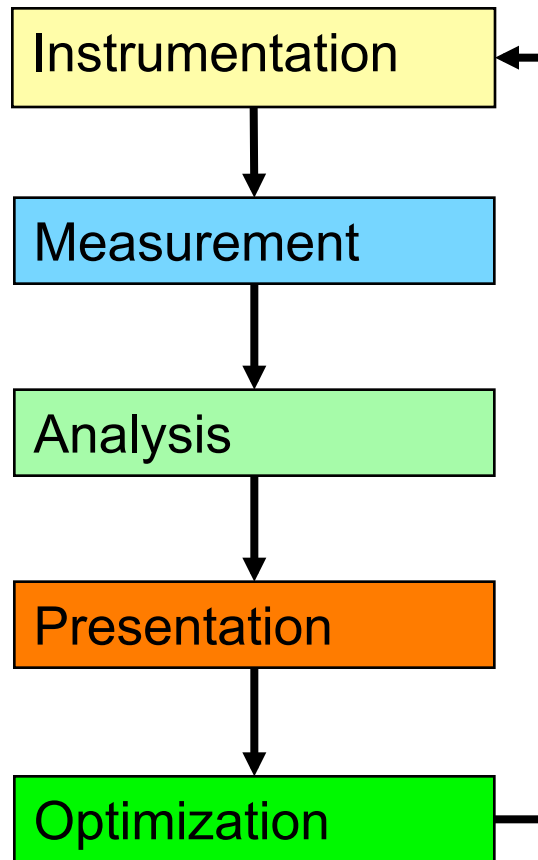 Instrumentation
Measurement
Analysis
Presentation
Optimization